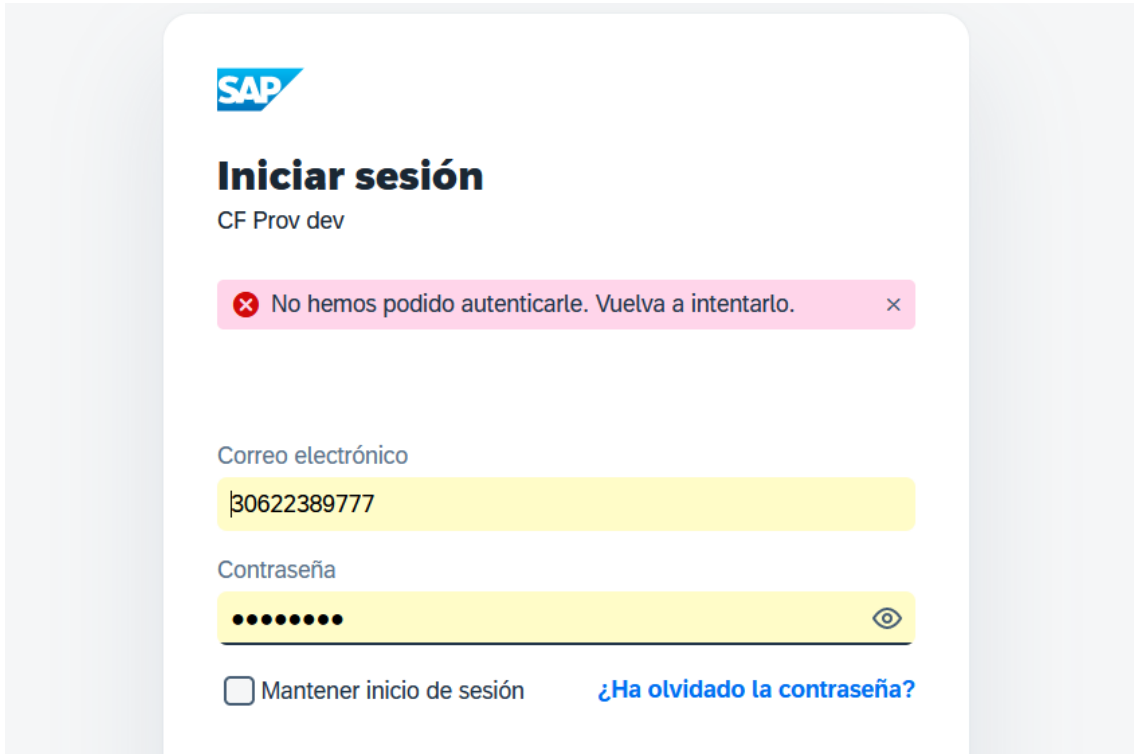 SAP
Iniciar sesión
CF Prov dev
No hemos podido autenticarle. Vuelva a intentarlo.
Correo electrónico
30622389777
Contraseña
••••••••
Mantener inicio de sesión
¿Ha olvidado la contraseña?